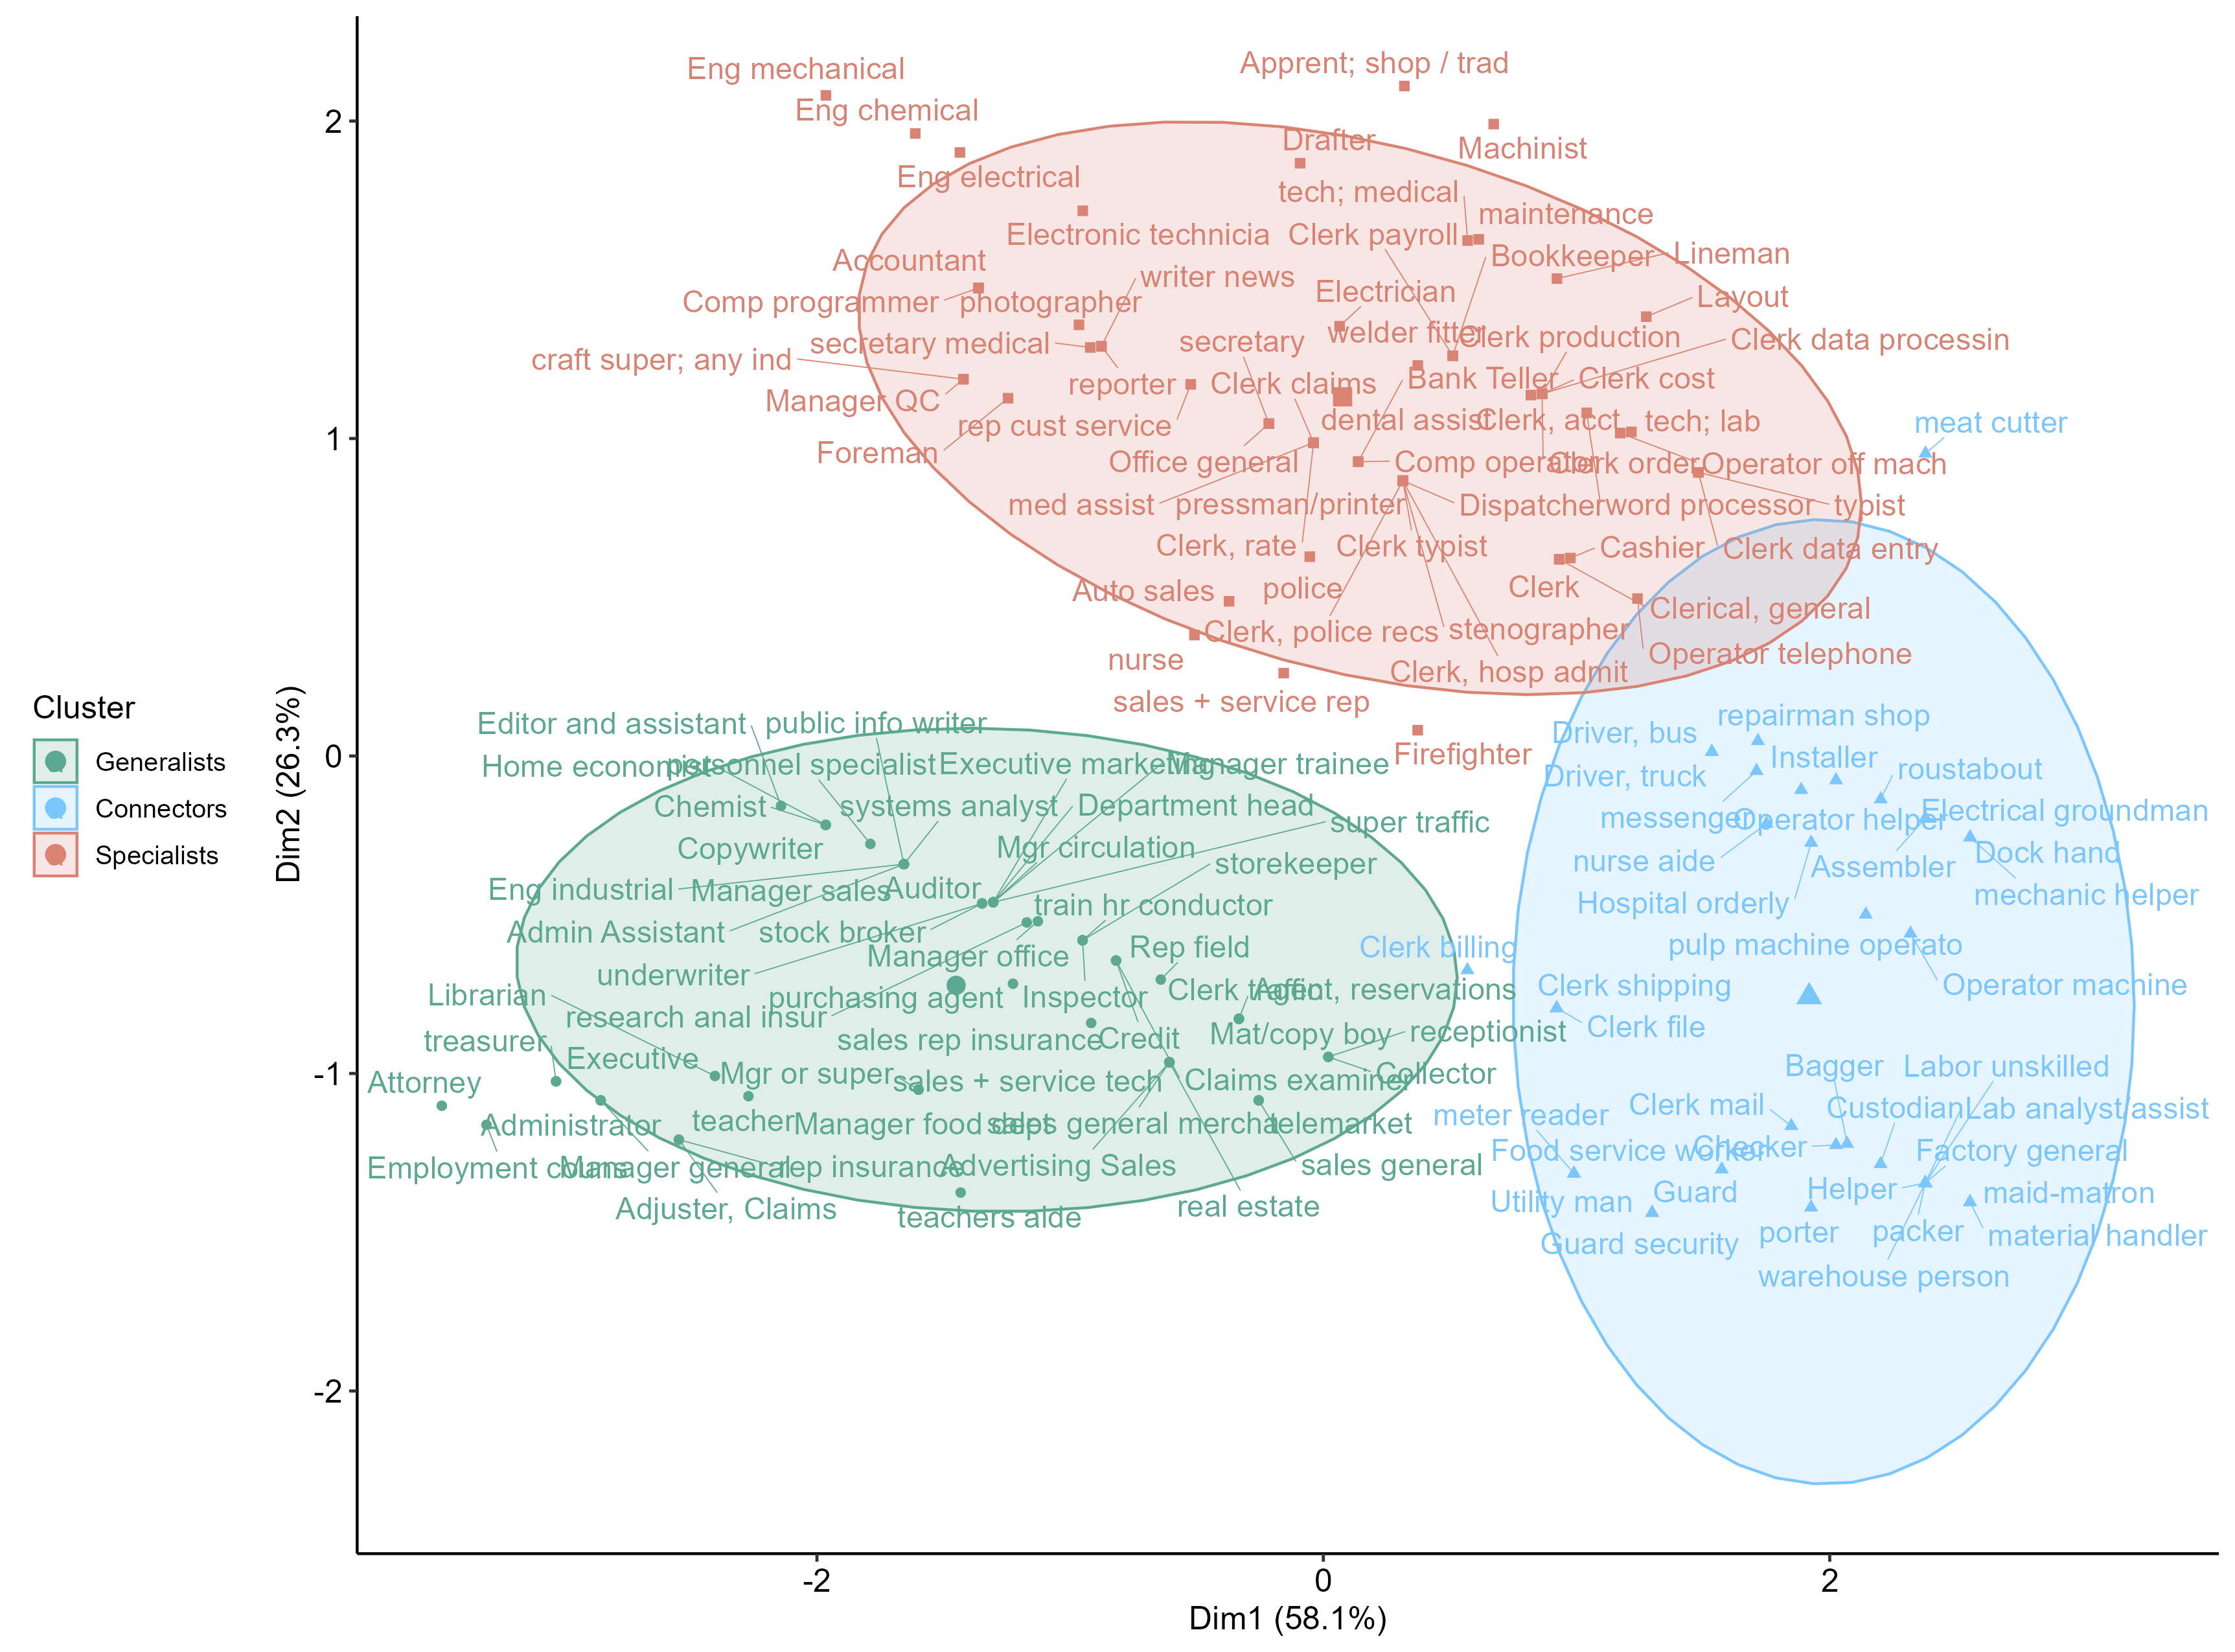 Eng mechanical
Apprent; shop / trad
Eng chemical
2
Drafter
Machinist
Eng electrical
tech; medical
maintenance
Electronic technicia
Clerk payroll
Bookkeeper
Lineman
Accountant
writer news
Electrician
Layout
Comp programmer
photographer
welder fitter
Clerk production
Clerk data processin
secretary medical
secretary
craft super; any ind
reporter
Clerk claims
Bank Teller
Clerk cost
Manager QC
rep cust service
dental assist
Clerk, acct
tech; lab
meat cutter
1
Foreman
Office general
Comp operator
Clerk order
Operator off mach
med assist
pressman/printer
Dispatcher
word processor
typist
Clerk, rate
Clerk typist
Cashier
Clerk data entry
Auto sales
police
Clerk
Clerical, general
Clerk, police recs
stenographer
Operator telephone
nurse
Clerk, hosp admit
sales + service rep
Firefighter
Cluster
Generalists
Connectors
Specialists
Dim2 (26.3%)
Editor and assistant
public info writer
Driver, bus
repairman shop
0
Home economist
personnel specialist
Executive marketing
Manager trainee
Driver, truck
Installer
roustabout
Chemist
systems analyst
Department head
super traffic
messenger
Operator helper
Electrical groundman
Copywriter
Mgr circulation
storekeeper
nurse aide
Assembler
Dock hand
Eng industrial
Manager sales
Auditor
train hr conductor
Hospital orderly
mechanic helper
Admin Assistant
stock broker
Manager office
Rep field
Clerk billing
pulp machine operato
underwriter
purchasing agent
Inspector
Clerk traffic
Agent, reservations
Clerk shipping
Operator machine
Librarian
research anal insur
sales rep insurance
Credit
Mat/copy boy
receptionist
Clerk file
treasurer
Executive
Mgr or super
sales + service tech
Claims examiner
Collector
Bagger
Labor unskilled
-1
Attorney
Administrator
teacher
Manager food dept
sales general mercha
telemarket
meter reader
Clerk mail
Custodian
Lab analyst/assist
Employment couns
Manager general
rep insurance
Advertising Sales
sales general
Food service worker
Checker
Factory general
Adjuster, Claims
teachers aide
real estate
Utility man
Guard
Helper
maid-matron
Guard security
porter
packer
material handler
warehouse person
-2
-2
0
2
Dim1 (58.1%)